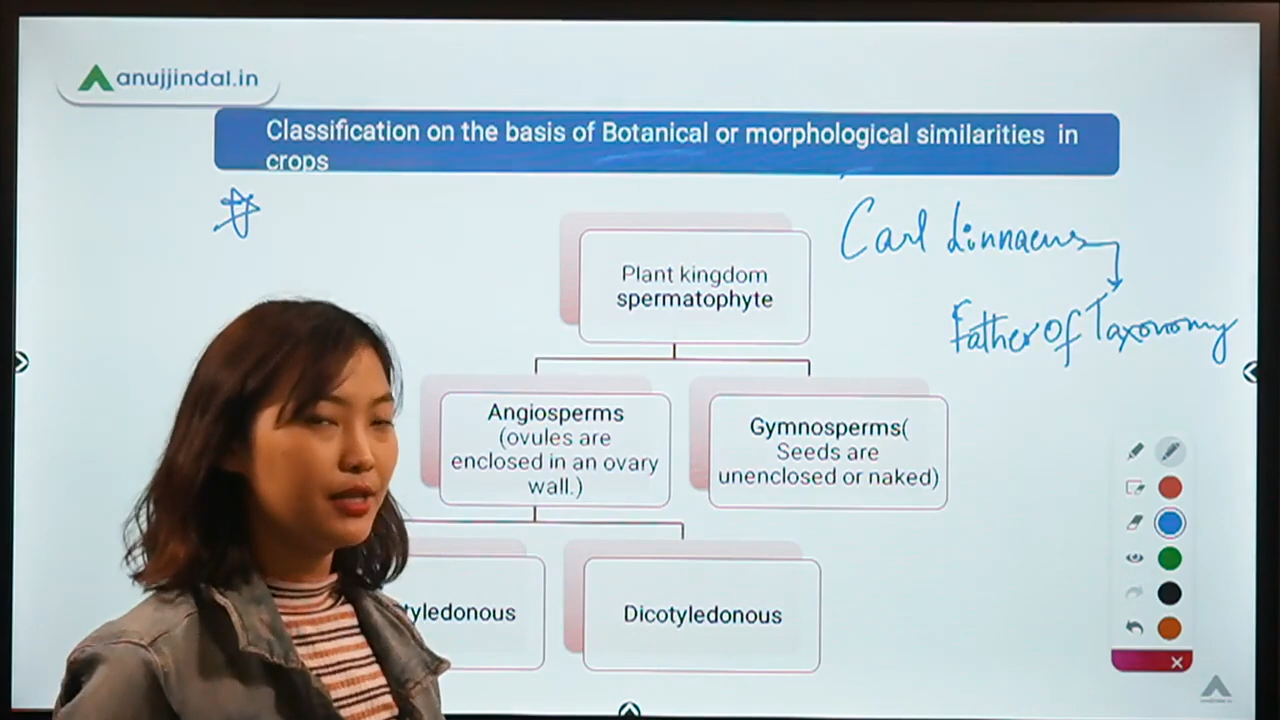 anujjindal.in
Classification on the basis of Botanical or morphological similarities in
crops
Carl Linnaeus
Father Of Taxonomy
Plant kingdom
spermatophyte
Angiosperms
(ovules are
enclosed in an ovary
wall.)
Gymnosperms(
Seeds are
unenclosed or naked)
tyledonous
Dicotyledonous